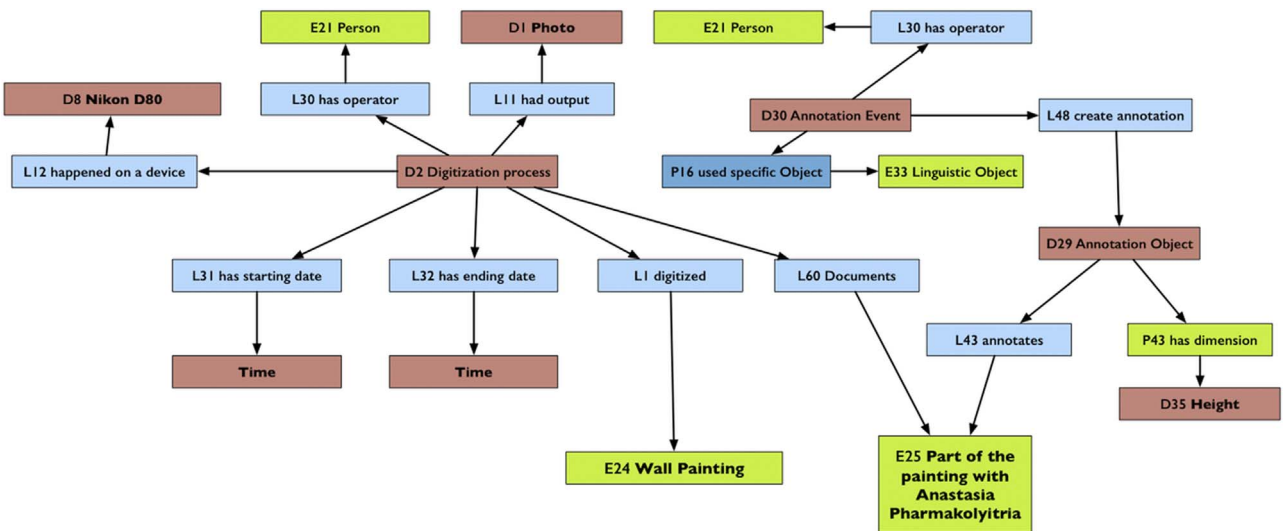 E21 Person
D1 Photo
E21 Person
L30 has operator
D8 Nikon D80
L30 has operator
L11 had output
D30 Annotation Event
L48 create annotation
L12 happened on a device
D2 Digitization process
P16 used specific Object
E33 Linguistic Object
D29 Annotation Object
L31 has starting date
L32 has ending date
L1 digitized
L60 Documents
L43 annotates
P43 has dimension
Time
Time
D35 Height
E24 Wall Painting
E25 Part of the
painting with
Anastasia
Pharmakolyitria